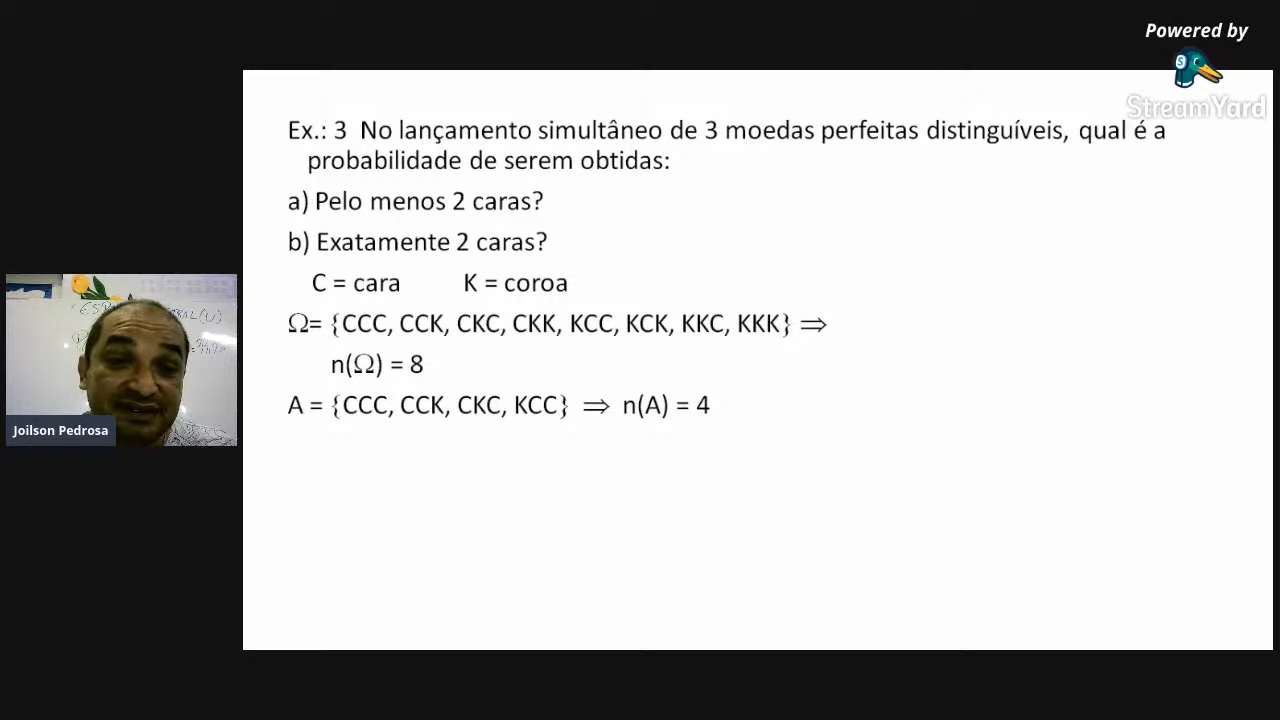 Powered by
StreamYard
Ex.: 3 No lançamento simultâneo de 3 moedas perfeitas distinguíveis, qual é a
probabilidade de serem obtidas:
a) Pelo menos 2 caras?
b) Exatamente 2 caras?
C = cara K = coroa
Ω= {CCC, CCK, CKC, CKK, KCC, KCK, KKC, KKK} ⇒
n(Ω) = 8
A = {CCC, CCK, CKC, KCC} ⇒ n(A) = 4
Joilson Pedrosa